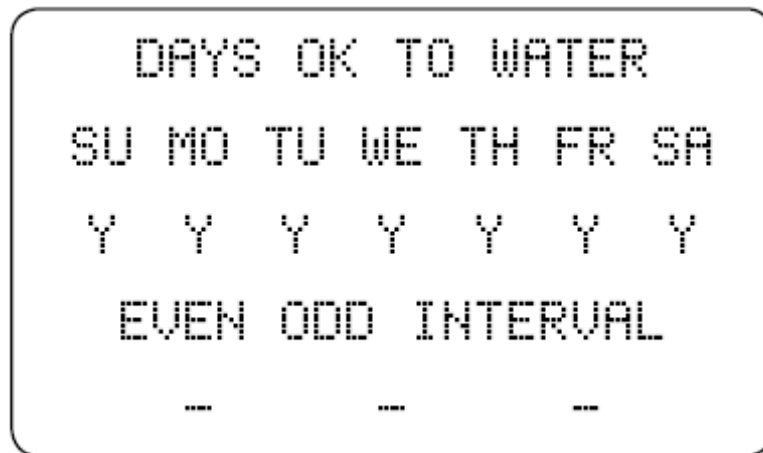 DAYS OK TO WATER
SU MO TU WE TH FR SA
Y Y Y Y Y Y Y
EVEN ODD INTERVAL
– – –